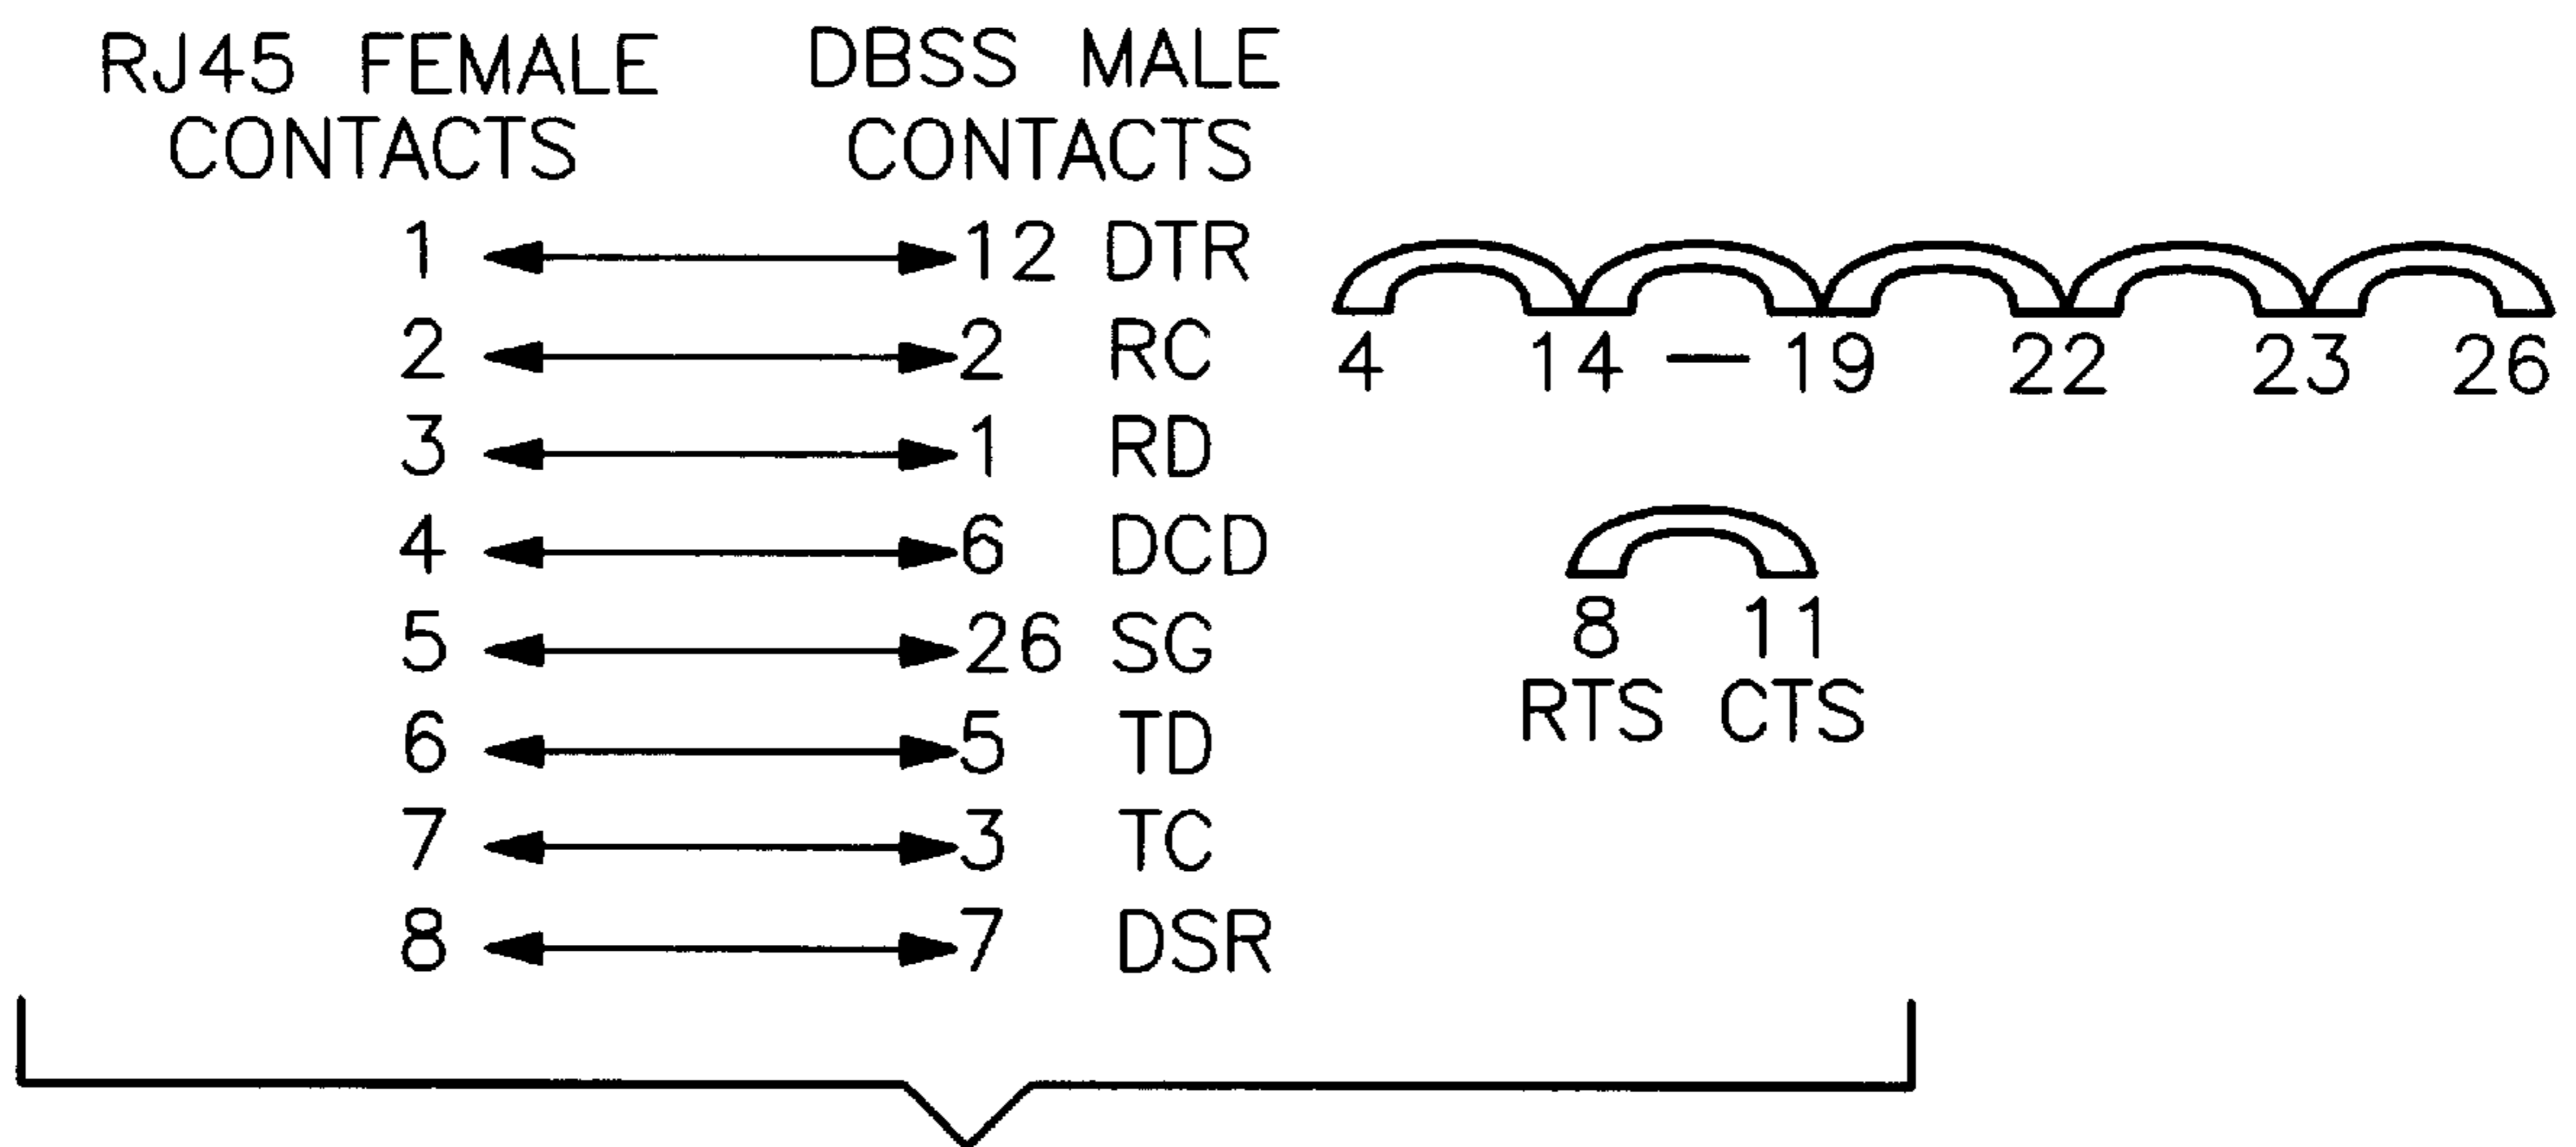 RJ45 FEMALE CONTACTS
DBSS MALE CONTACTS
1 12 DTR
2 2 RC
3 1 RD
4 6 DCD
5 26 SG
6 5 TD
7 3 TC
8 7 DSR
4 14 — 19 22 23 26
8 11
RTS CTS